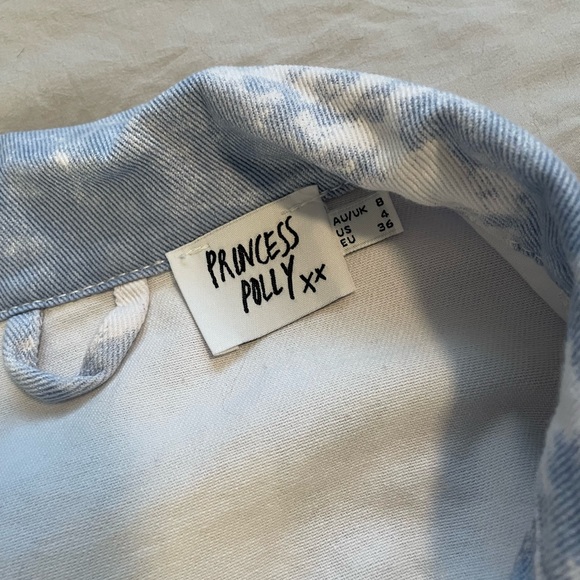 PRINCESS
POLLY xx
AU/UK 8
US 4
EU 36